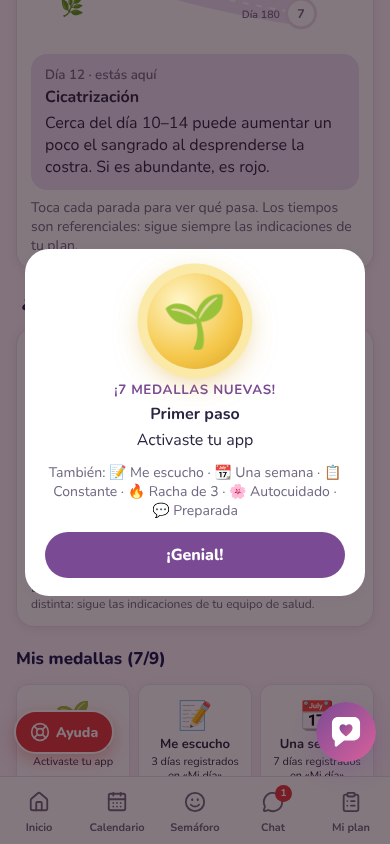 Día 180
7
Día 12 · estás aquí
Cicatrización
Cerca del día 10–14 puede aumentar un
poco el sangrado al desprenderse la
costra. Si es abundante, es rojo.
Toca cada parada para ver qué pasa. Los tiempos
son referenciales: sigue siempre las indicaciones de
tu plan.
¡7 MEDALLAS NUEVAS!
Primer paso
Activaste tu app
También: 📝 Me escucho · 📆 Una semana · 📋
Constante · 🔥 Racha de 3 · 🌸 Autocuidado ·
💬 Preparada
¡Genial!
distinta: sigue las indicaciones de tu equipo de salud.
Mis medallas (7/9)
Activaste tu app
Me escucho
3 días registrados
en «Mi día»
July
Una
7 días registrados
en «Mi día»
Ayuda
1
Inicio
Calendario
Semáforo
Chat
Mi plan